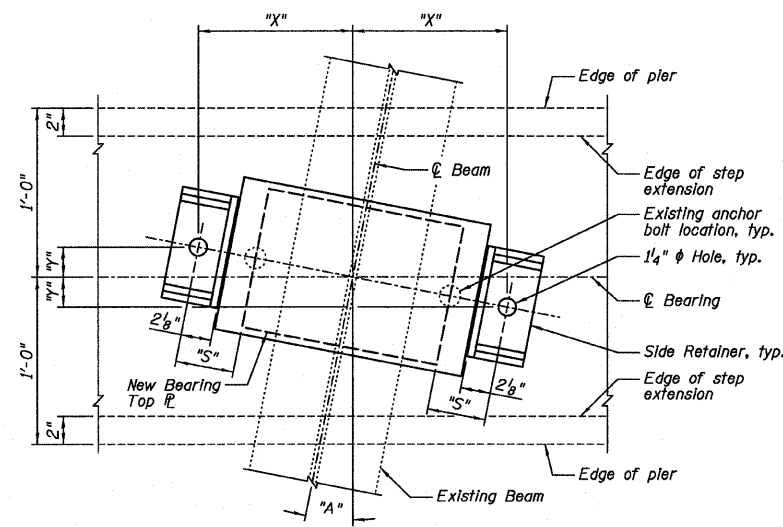 "X"
"X"
Edge of pier
2"
1'-0"
℄ Beam
Edge of step
extension
Existing anchor
bolt location, typ.
1¼" ϕ Hole, typ.
"Y"
"Y"
℄ Bearing
2⅛"
"S"
Side Retainer, typ.
1'-0"
New Bearing
Top ⅊
2⅛"
"S"
Edge of step
extension
2"
Edge of pier
Existing Beam
"A"